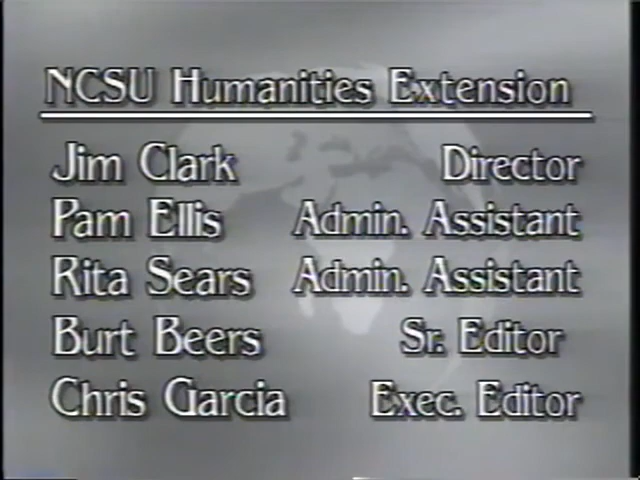 NCSU Humanities Extension
Jim Clark Director
Pam Ellis Admin. Assistant
Rita Sears Admin. Assistant
Burt Beers Sr. Editor
Chris Garcia Exec. Editor